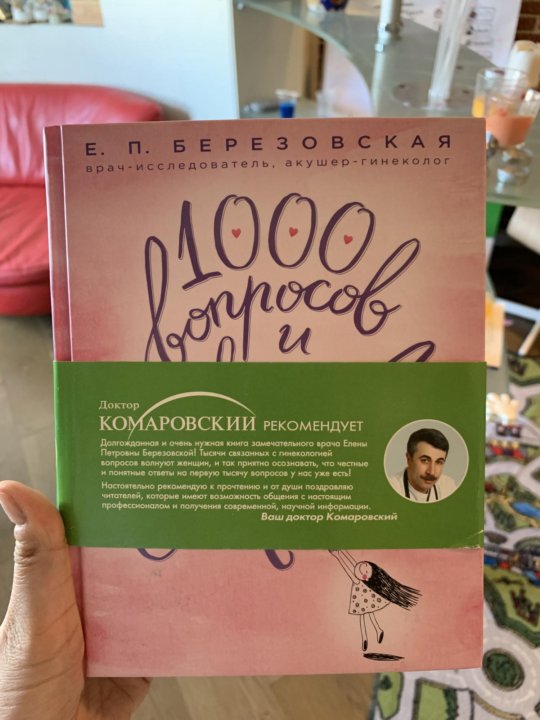 Е. П. БЕРЕЗОВСКАЯ
врач-исследователь, акушер-гинеколог
1000
вопросов
и
Доктор
КОМАРОВСКИЙ РЕКОМЕНДУЕТ
Долгожданная и очень нужная книга замечательного врача Елены
Петровны Березовской! Тысячи связанных с гинекологией
вопросов волнуют женщин, и так приятно осознавать, что честные
и понятные ответы на первую тысячу вопросов у нас уже есть!
Настоятельно рекомендую к прочтению и от души поздравляю
читателей, которые имеют возможность общения с настоящим
профессионалом и получения современной, научной информации.
Ваш доктор Комаровский